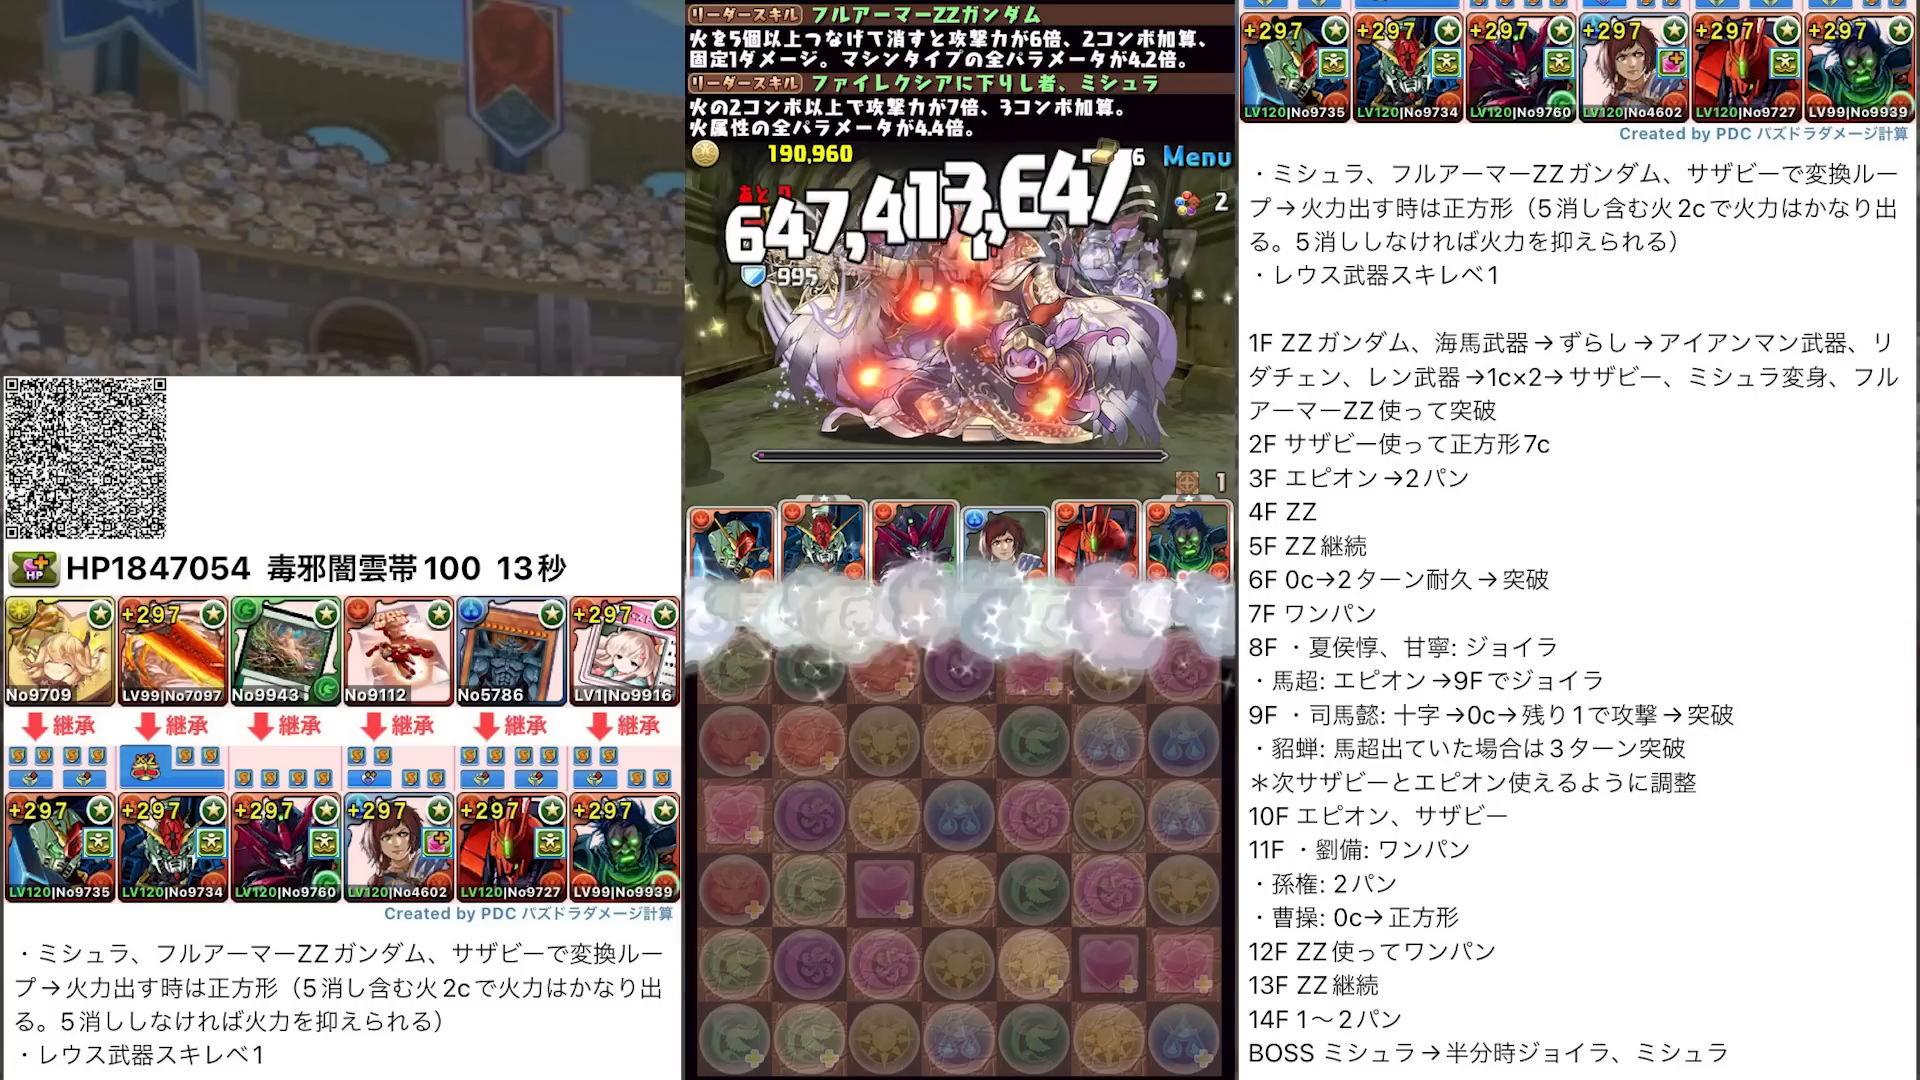 HP1847054 毒邪闇雲帯100 13秒
No9709
+297
LV99|No7097
No9943
No9112
No5786
+297
LV1|No9916
継承 継承 継承 継承 継承 継承
×2
+297 +297 +297 +297 +297 +297
LV120|No9735 LV120|No9734 LV120|No9760 LV120|No4602 LV120|No9727 LV99|No9939
Created by PDC パズドラダメージ計算
・ミシュラ、フルアーマーZZガンダム、サザビーで変換ルー
プ→火力出す時は正方形（5消し含む火2cで火力はかなり出
る。5消ししなければ火力を抑えられる）
・レウス武器スキレベ1
リーダースキル フルアーマーZZガンダム
火を5個以上つなげて消すと攻撃力が6倍、2コンボ加算、
固定1ダメージ。マシンタイプの全パラメータが4.2倍。
リーダースキル ファイレクシアに下りし者、ミシュラ
火の2コンボ以上で攻撃力が7倍、3コンボ加算。
火属性の全パラメータが4.4倍。
190,960
6
Menu
2
995
1
+297 +297 +297 +297 +297 +297
LV120|No9735 LV120|No9734 LV120|No9760 LV120|No4602 LV120|No9727 LV99|No9939
Created by PDC パズドラダメージ計算
・ミシュラ、フルアーマーZZガンダム、サザビーで変換ルー
プ→火力出す時は正方形（5消し含む火2cで火力はかなり出
る。5消ししなければ火力を抑えられる）
・レウス武器スキレベ1
1F ZZガンダム、海馬武器→ずらし→アイアンマン武器、リ
ダチェン、レン武器→1c×2→サザビー、ミシュラ変身、フル
アーマーZZ使って突破
2F サザビー使って正方形7c
3F エピオン→2パン
4F ZZ
5F ZZ継続
6F 0c→2ターン耐久→突破
7F ワンパン
8F ・夏侯惇、甘寧: ジョイラ
・馬超: エピオン→9Fでジョイラ
9F ・司馬懿: 十字→0c→残り1で攻撃→突破
・貂蝉: 馬超出ていた場合は3ターン突破
＊次サザビーとエピオン使えるように調整
10F エピオン、サザビー
11F ・劉備: ワンパン
・孫権: 2パン
・曹操: 0c→正方形
12F ZZ使ってワンパン
13F ZZ継続
14F 1〜2パン
BOSS ミシュラ→半分時ジョイラ、ミシュラ